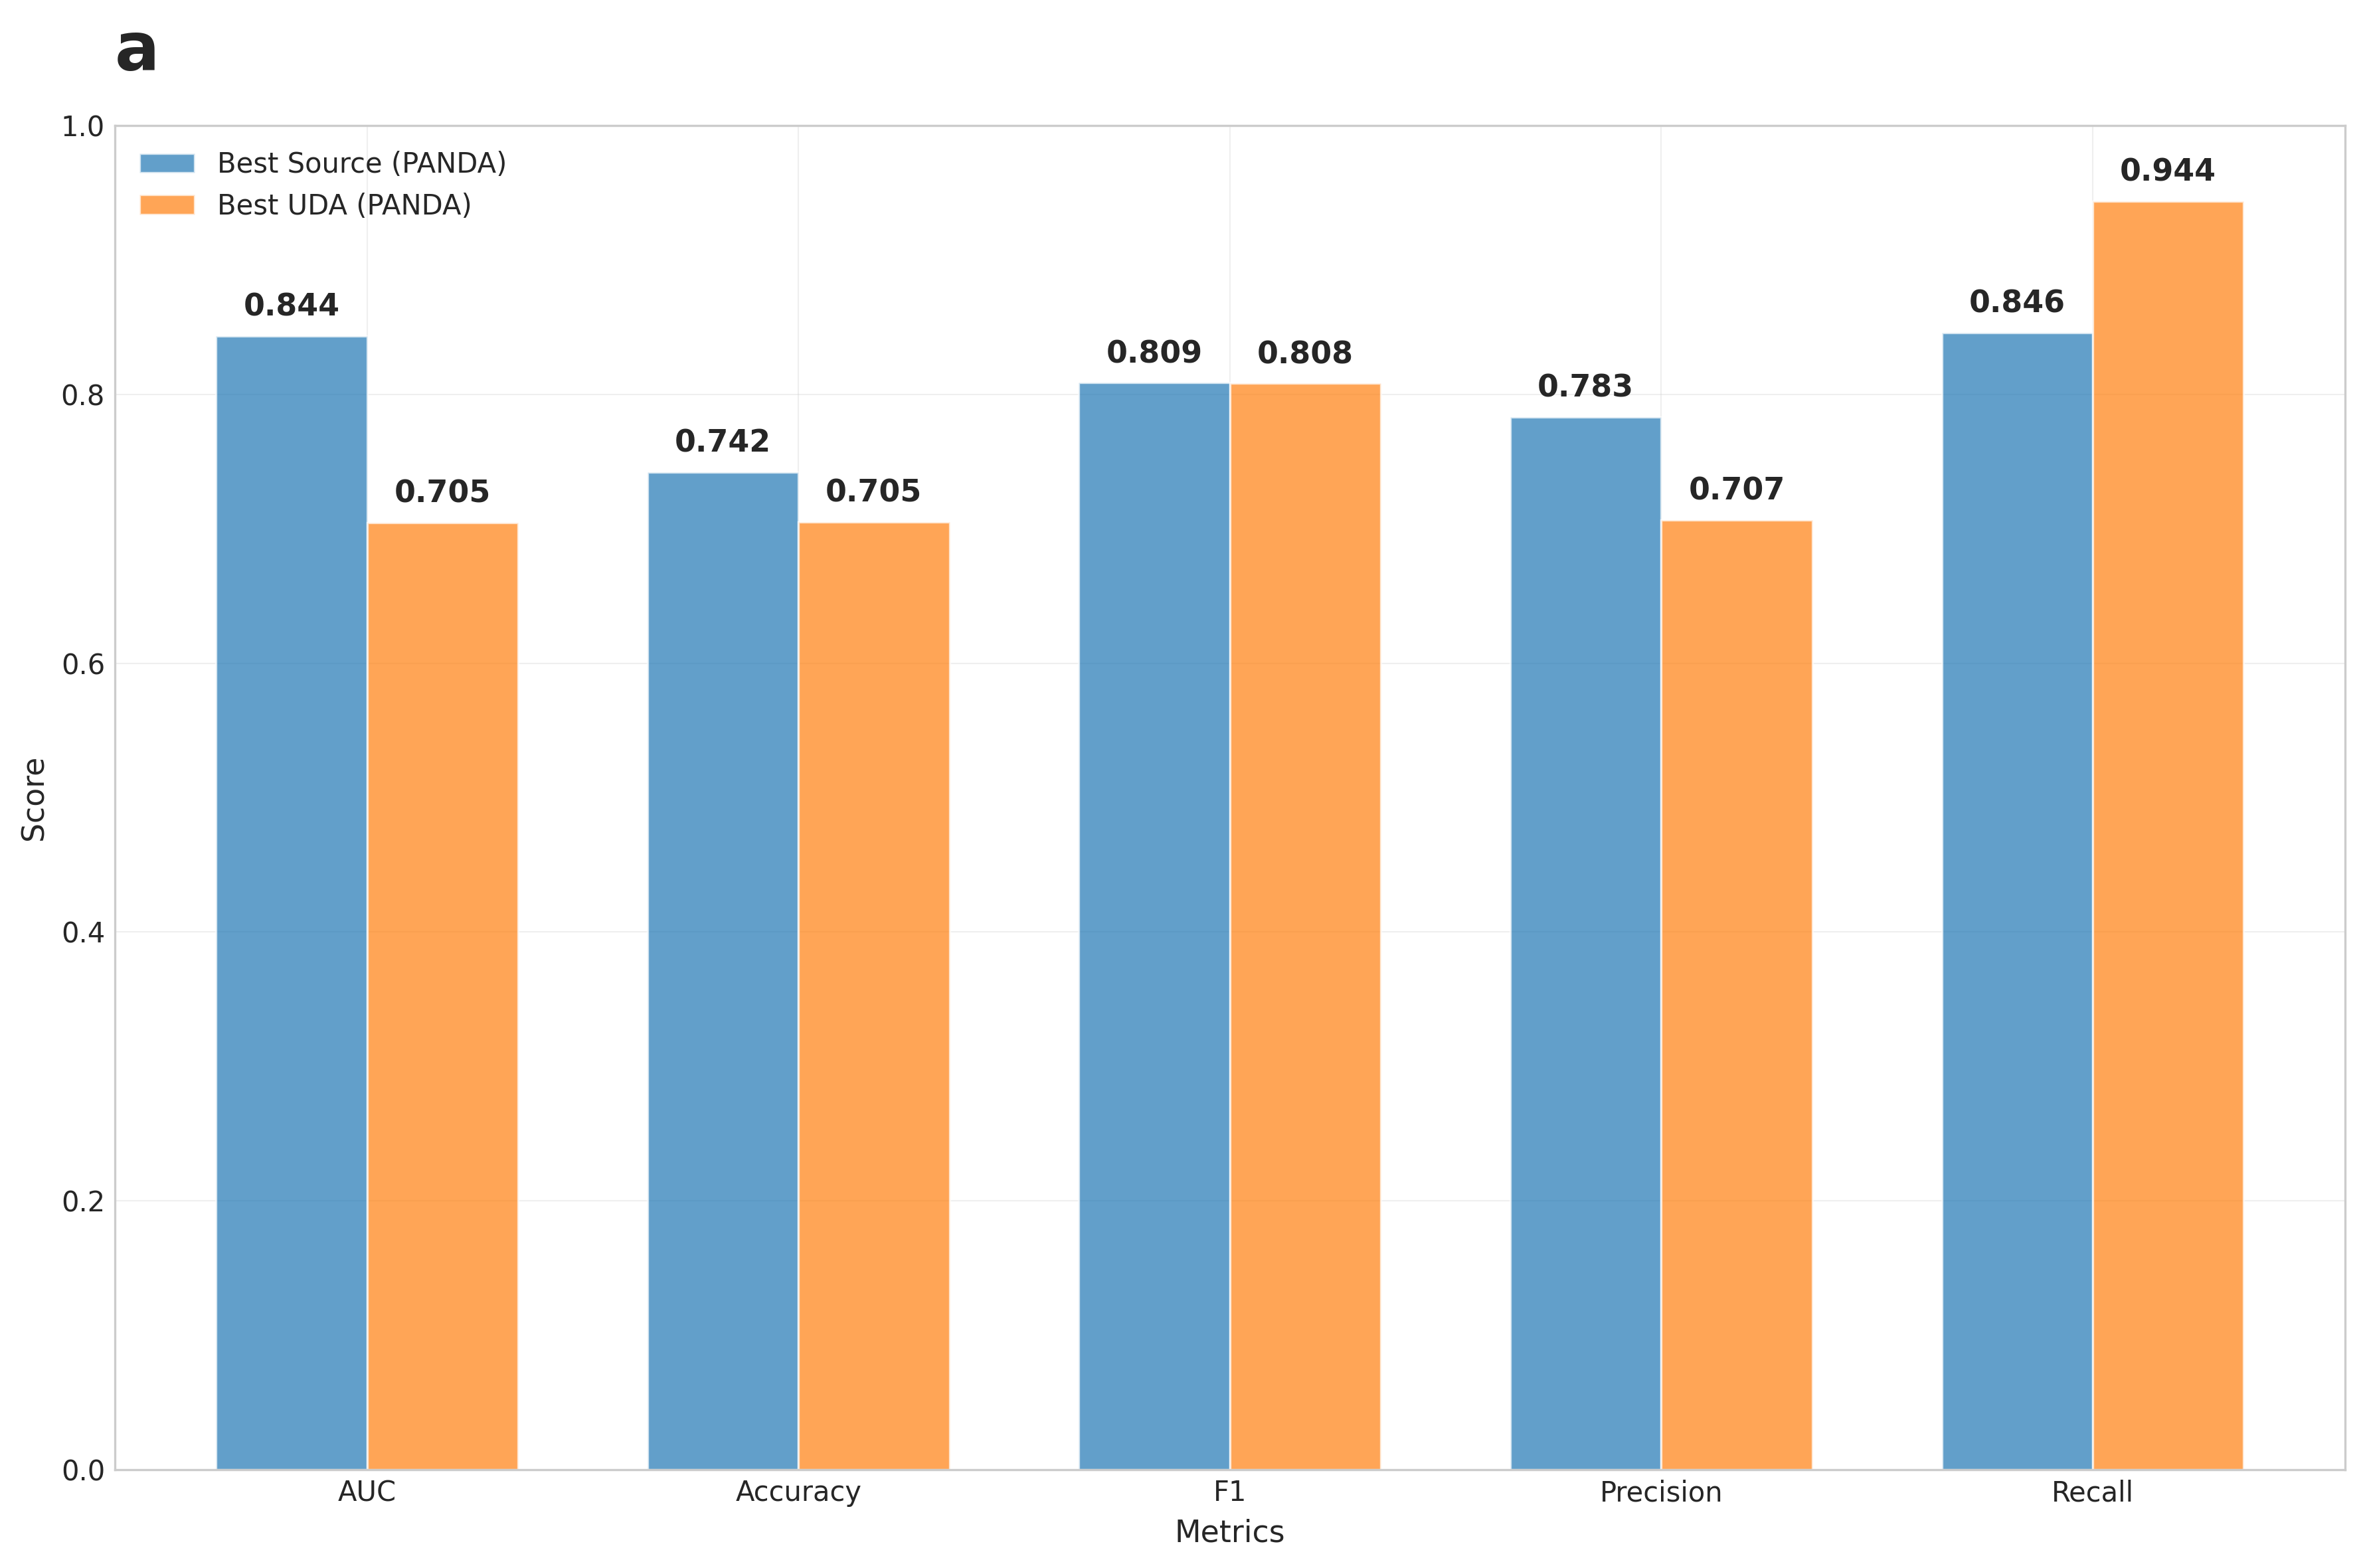 a
Best Source (PANDA)
Best UDA (PANDA)
1.0
0.8
0.6
0.4
0.2
0.0
Score
0.844
0.705
0.742
0.705
0.809
0.808
0.783
0.707
0.846
0.944
AUC
Accuracy
F1
Precision
Recall
Metrics